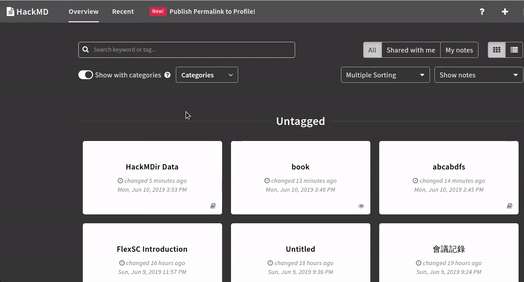 HackMD Overview Recent New! Publish Permalink to Profile! ? +
Search keyword or tag...
All Shared with me My notes
Show with categories ? Categories
Multiple Sorting Show notes
Untagged
HackMDir Data
changed 5 minutes ago
Mon, Jun 10, 2019 3:53 PM
book
changed 13 minutes ago
Mon, Jun 10, 2019 3:46 PM
abcabdfs
changed 14 minutes ago
Mon, Jun 10, 2019 3:45 PM
FlexSC Introduction
changed 16 hours ago
Sun, Jun 9, 2019 11:57 PM
Untitled
changed 18 hours ago
Sun, Jun 9, 2019 9:36 PM
會議記錄
changed 19 hours ago
Sun, Jun 9, 2019 9:24 PM